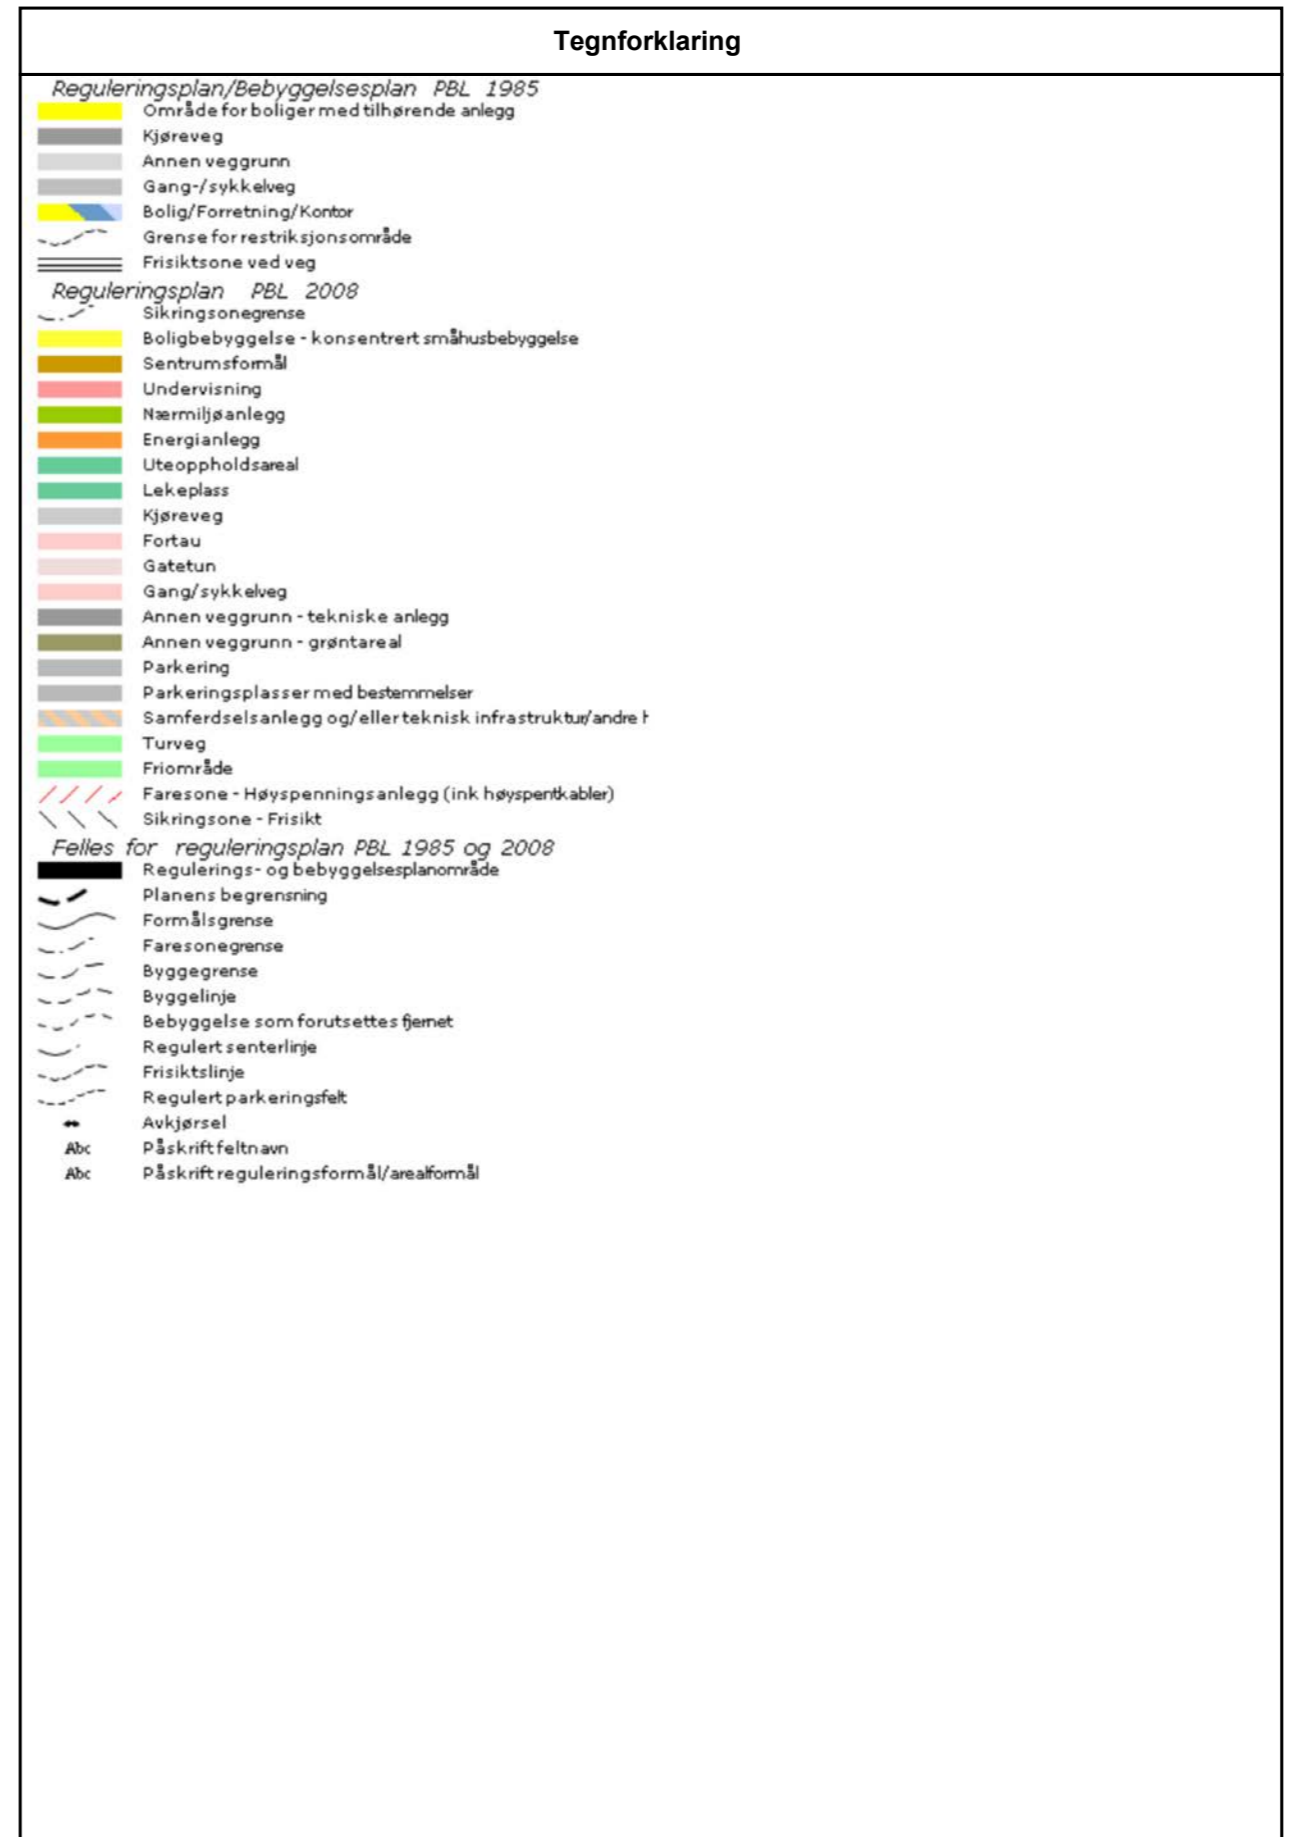 Tegnforklaring
Reguleringsplan/Bebyggelsesplan PBL 1985
Område for boliger med tilhørende anlegg
Kjøreveg
Annen veggrunn
Gang-/sykkelveg
Bolig/Forretning/Kontor
Grense for restriksjonsområde
Frisiktsone ved veg
Reguleringsplan PBL 2008
Sikringsonegrense
Boligbebyggelse - konsentrert småhusbebyggelse
Sentrumsformål
Undervisning
Nærmiljøanlegg
Energianlegg
Uteoppholdsareal
Lekeplass
Kjøreveg
Fortau
Gatetun
Gang/sykkelveg
Annen veggrunn - tekniske anlegg
Annen veggrunn - grøntareal
Parkering
Parkeringsplasser med bestemmelser
Samferdselsanlegg og/eller teknisk infrastruktur/andre
Turveg
Friområde
Faresone - Høyspenningsanlegg (ink høyspentkabler)
Sikringsone - Frisikt
Felles for reguleringsplan PBL 1985 og 2008
Regulerings- og bebyggelsesplanområde
Planens begrensning
Formålsgrense
Faresonegrense
Byggegrense
Byggelinje
Bebyggelse som forutsettes fjernet
Regulert senterlinje
Frisiktslinje
Regulert parkeringsfelt
Avkjørsel
Abc Påskrift feltnavn
Abc Påskrift reguleringsformål/arealformål